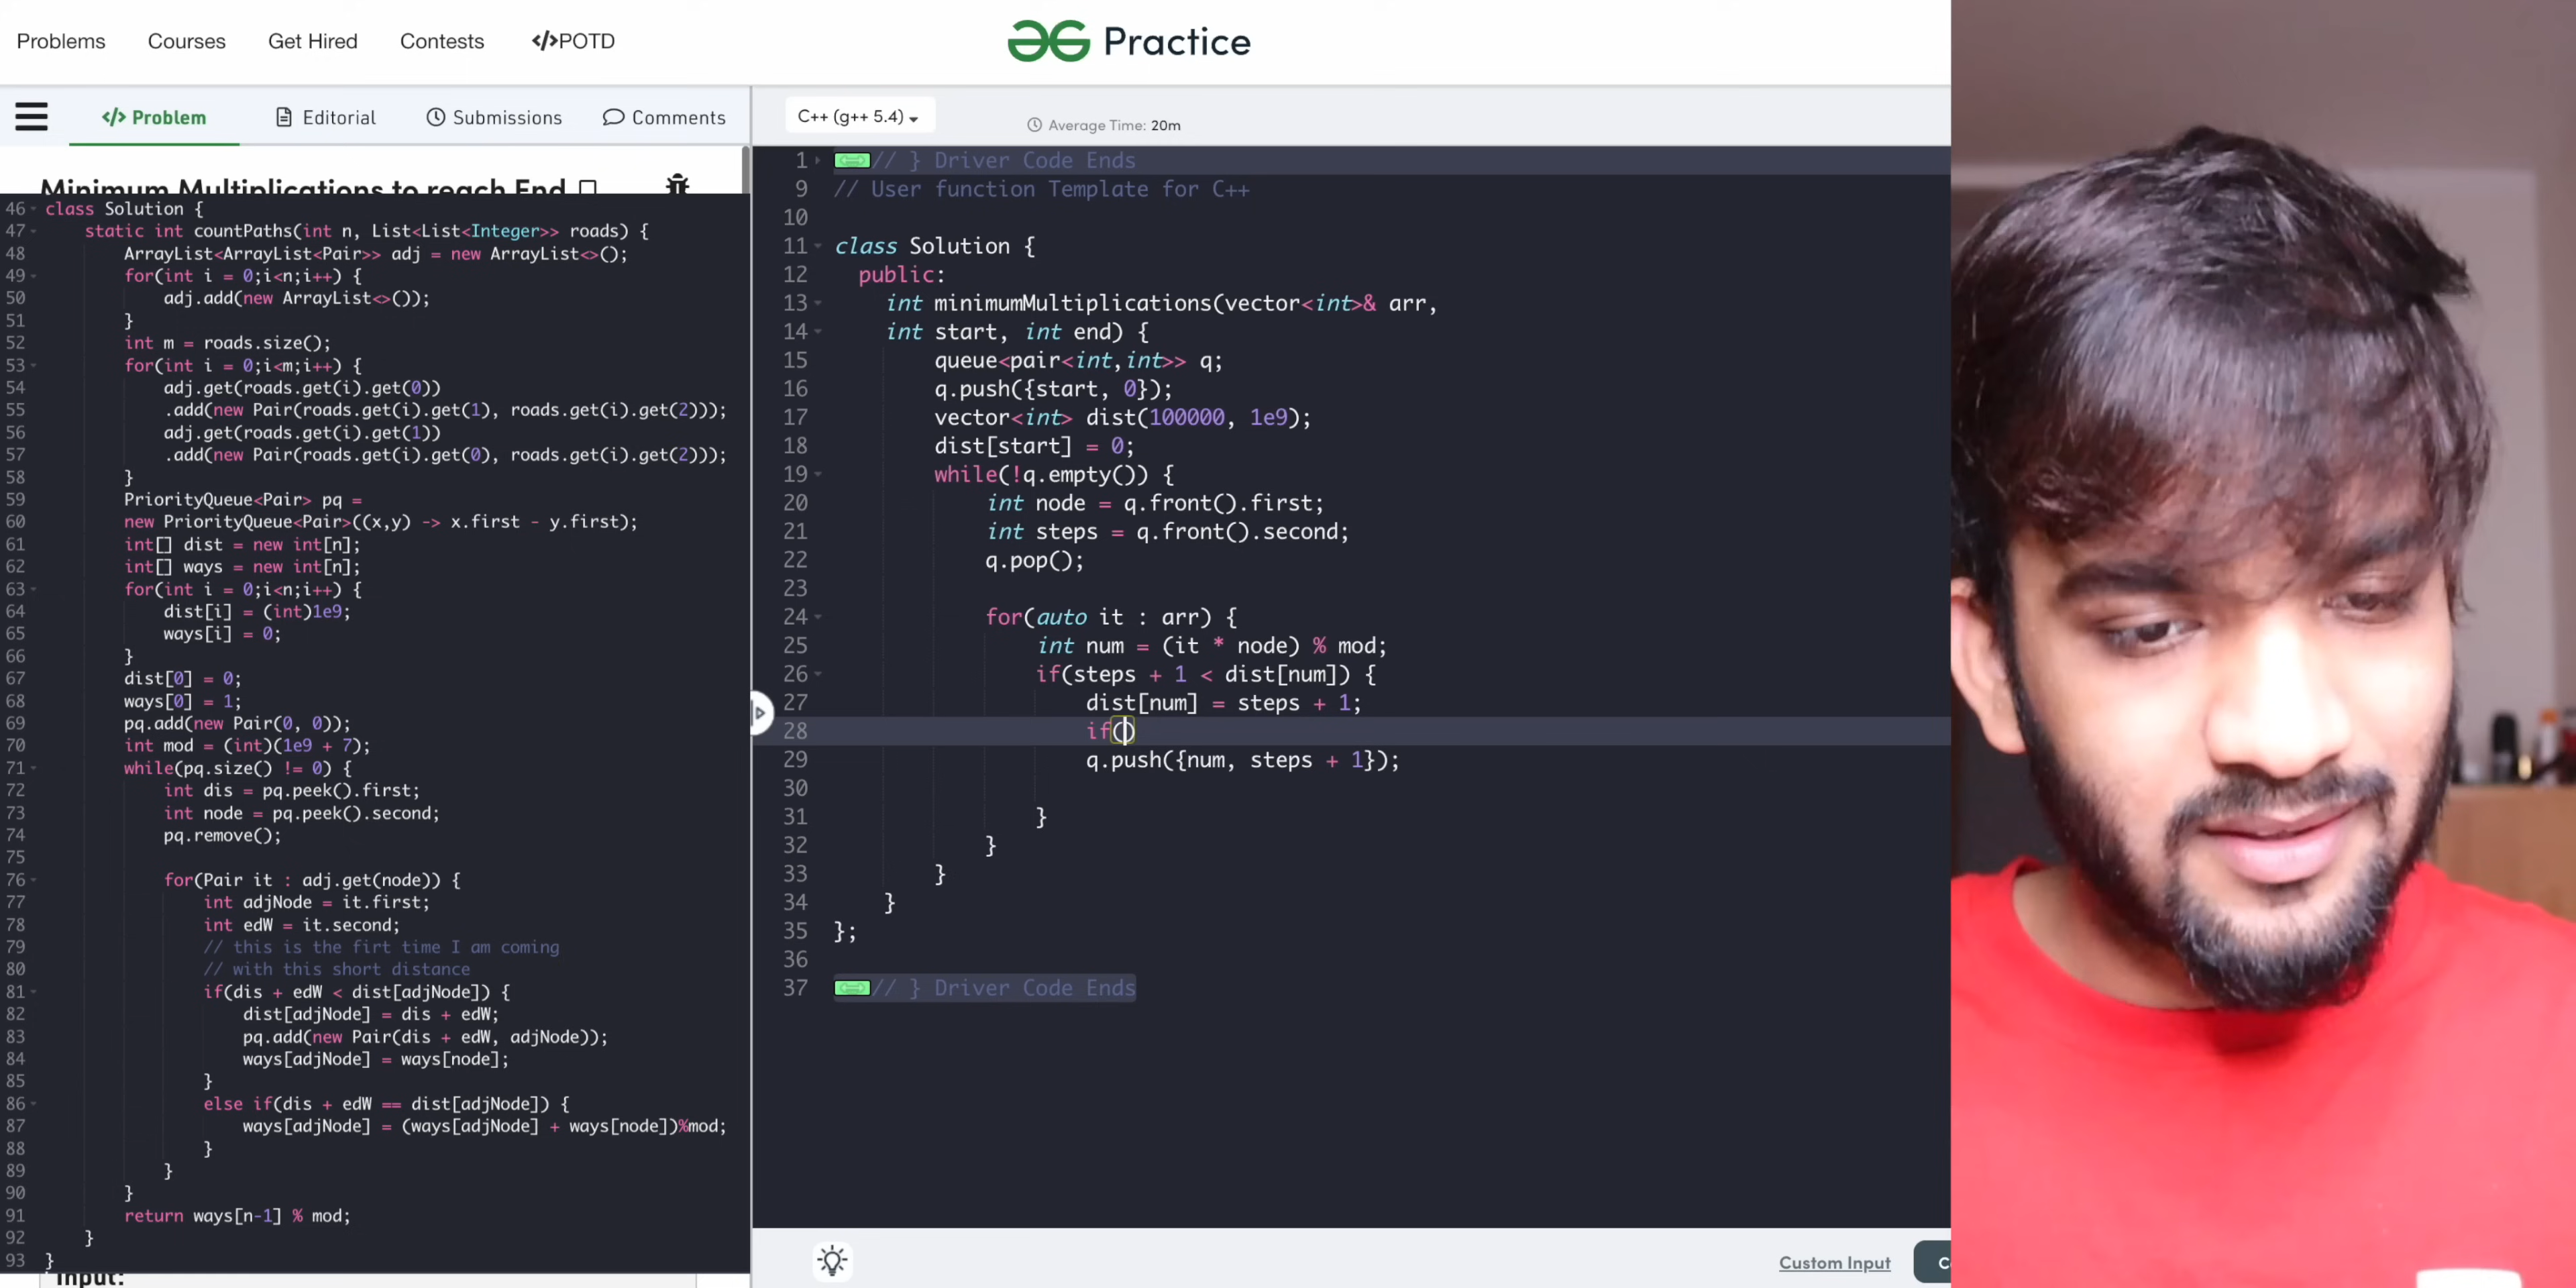 Problems Courses Get Hired Contests </>POTD
Practice
</> Problem Editorial Submissions Comments
Minimum Multiplications to reach End
46 class Solution {
47 static int countPaths(int n, List<List<Integer>> roads) {
48 ArrayList<ArrayList<Pair>> adj = new ArrayList<>();
49 for(int i = 0;i<n;i++) {
50 adj.add(new ArrayList<>());
51 }
52 int m = roads.size();
53 for(int i = 0;i<m;i++) {
54 adj.get(roads.get(i).get(0))
55 .add(new Pair(roads.get(i).get(1), roads.get(i).get(2)));
56 adj.get(roads.get(i).get(1))
57 .add(new Pair(roads.get(i).get(0), roads.get(i).get(2)));
58 }
59 PriorityQueue<Pair> pq =
60 new PriorityQueue<Pair>((x,y) -> x.first - y.first);
61 int[] dist = new int[n];
62 int[] ways = new int[n];
63 for(int i = 0;i<n;i++) {
64 dist[i] = (int)1e9;
65 ways[i] = 0;
66 }
67 dist[0] = 0;
68 ways[0] = 1;
69 pq.add(new Pair(0, 0));
70 int mod = (int)(1e9 + 7);
71 while(pq.size() != 0) {
72 int dis = pq.peek().first;
73 int node = pq.peek().second;
74 pq.remove();
75
76 for(Pair it : adj.get(node)) {
77 int adjNode = it.first;
78 int edW = it.second;
79 // this is the firt time I am coming
80 // with this short distance
81 if(dis + edW < dist[adjNode]) {
82 dist[adjNode] = dis + edW;
83 pq.add(new Pair(dis + edW, adjNode));
84 ways[adjNode] = ways[node];
85 }
86 else if(dis + edW == dist[adjNode]) {
87 ways[adjNode] = (ways[adjNode] + ways[node])%mod;
88 }
89 }
90 }
91 return ways[n-1] % mod;
92 }
93 }
Input:
C++ (g++ 5.4)
Average Time: 20m
1 // } Driver Code Ends
9 // User function Template for C++
10
11 class Solution {
12 public:
13 int minimumMultiplications(vector<int>& arr,
14 int start, int end) {
15 queue<pair<int,int>> q;
16 q.push({start, 0});
17 vector<int> dist(100000, 1e9);
18 dist[start] = 0;
19 while(!q.empty()) {
20 int node = q.front().first;
21 int steps = q.front().second;
22 q.pop();
23
24 for(auto it : arr) {
25 int num = (it * node) % mod;
26 if(steps + 1 < dist[num]) {
27 dist[num] = steps + 1;
28 if()
29 q.push({num, steps + 1});
30
31 }
32 }
33 }
34 }
35 };
36
37 // } Driver Code Ends
Custom Input